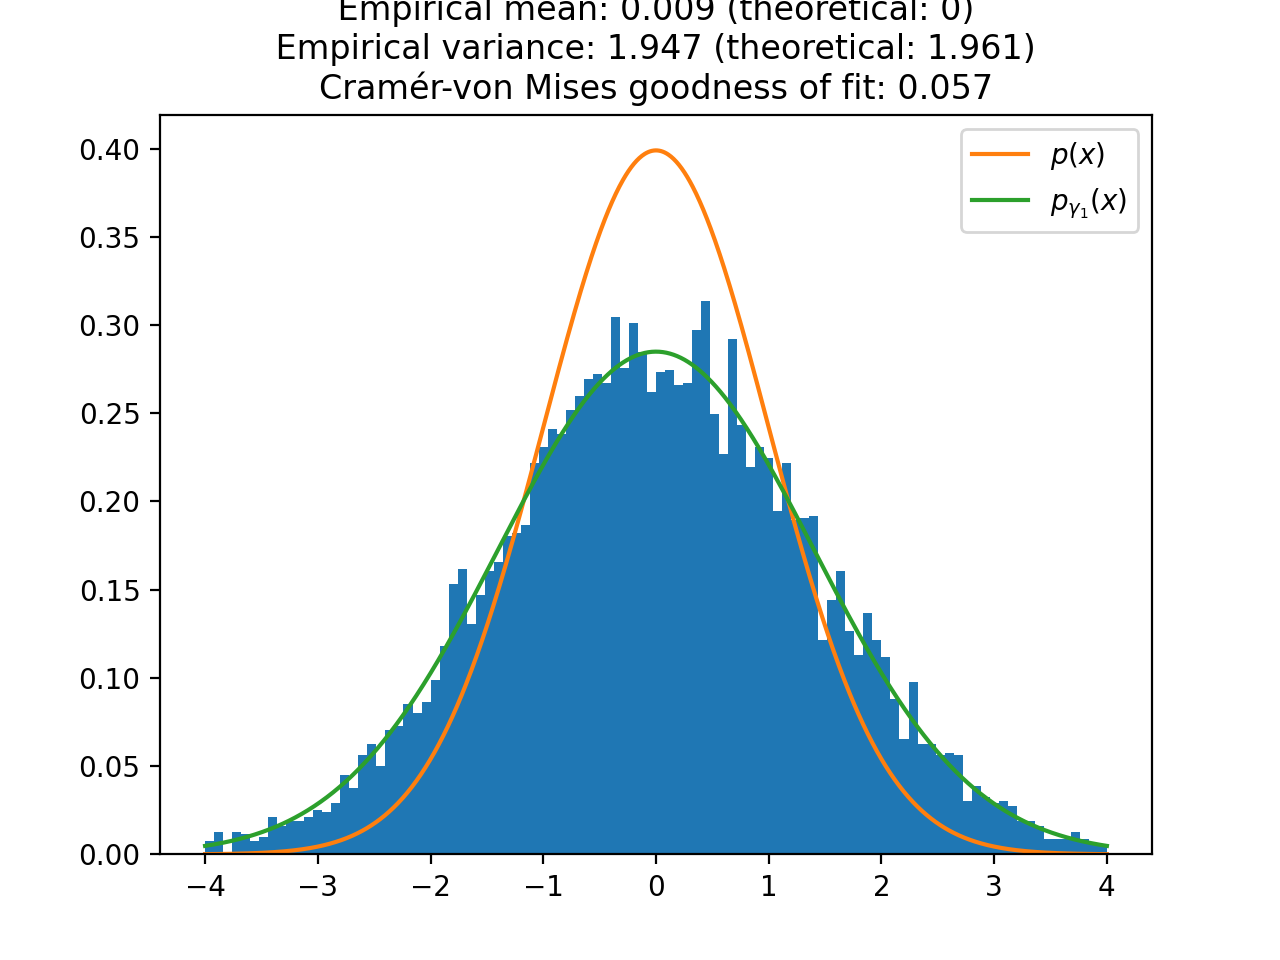 Empirical mean: 0.009 (theoretical: 0)
Empirical variance: 1.947 (theoretical: 1.961)
Cramér-von Mises goodness of fit: 0.057
p(x)
p_{γ_1}(x)
0.40
0.35
0.30
0.25
0.20
0.15
0.10
0.05
0.00
−4 −3 −2 −1 0 1 2 3 4